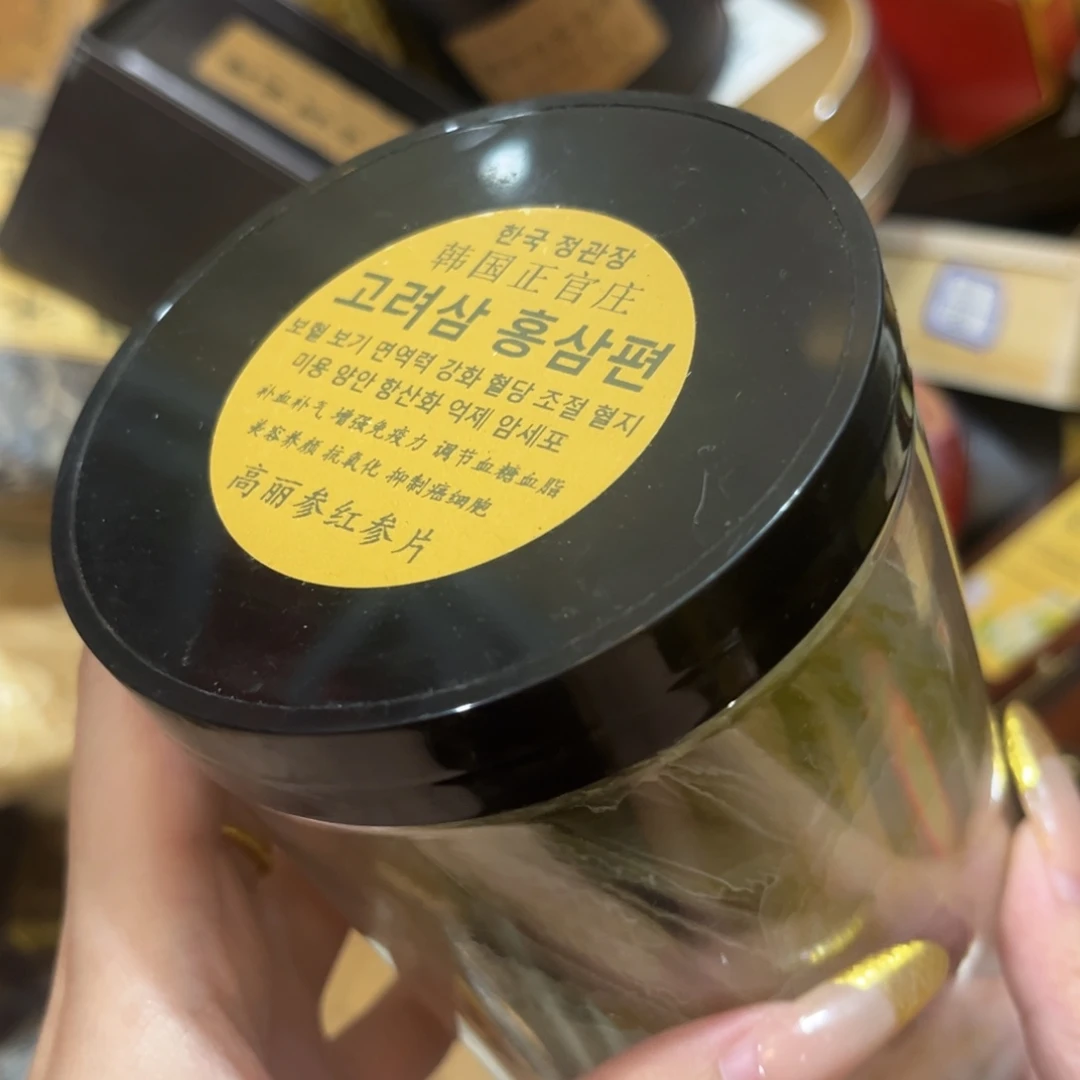 한국 정관장
韩国正官庄
고려삼 홍삼편
보혈 보기 면역력 강화 혈당 조절 혈지
미용 양안 항산화 억제 암세포
补血补气 增强免疫力 调节血糖血脂
美容养颜 抗氧化 抑制癌细胞
高丽参红参片